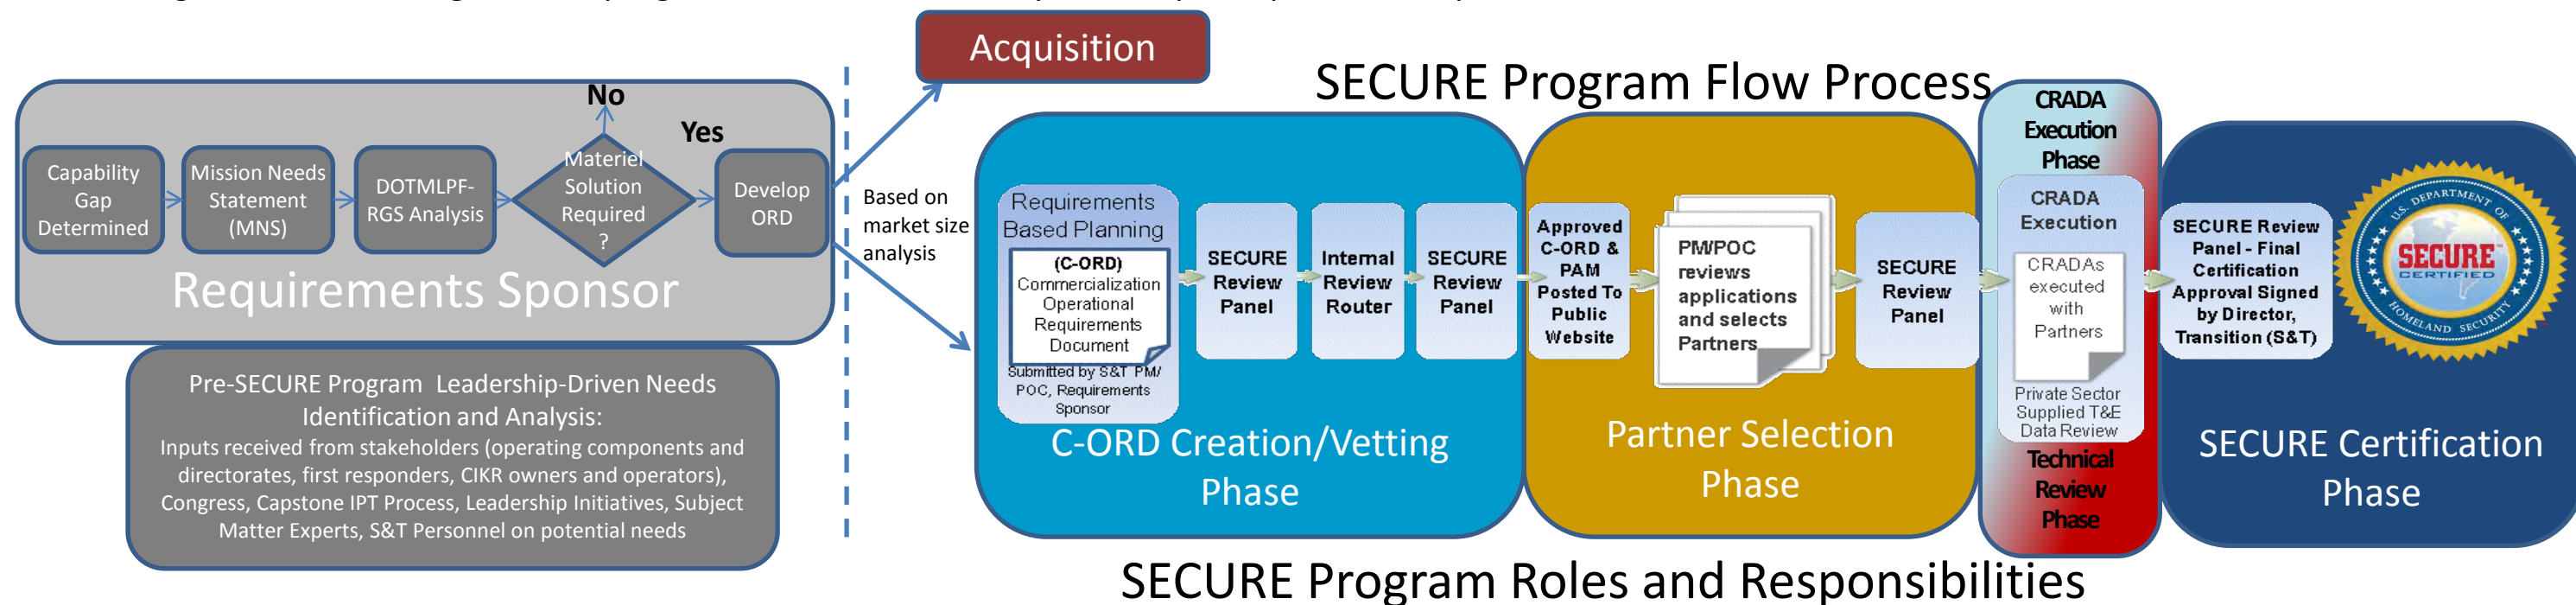 Acquisition
SECURE Program Flow Process
No
Yes
Capability
Gap
Determined
Mission Needs
Statement
(MNS)
DOTMLPF-
RGS Analysis
Materiel
Solution
Required
?
Develop
ORD
Requirements Sponsor
Pre-SECURE Program Leadership-Driven Needs
Identification and Analysis:
Inputs received from stakeholders (operating components and
directorates, first responders, CIKR owners and operators),
Congress, Capstone IPT Process, Leadership Initiatives, Subject
Matter Experts, S&T Personnel on potential needs
Based on
market size
analysis
Requirements
Based Planning
(C-ORD)
Commercialization
Operational
Requirements
Document
Submitted by S&T PM/
POC, Requirements
Sponsor
SECURE
Review
Panel
Internal
Review
Router
SECURE
Review
Panel
C-ORD Creation/Vetting
Phase
Approved
C-ORD &
PAM
Posted To
Public
Website
PM/POC
reviews
applications
and selects
Partners
SECURE
Review
Panel
Partner Selection
Phase
CRADA
Execution
Phase
CRADA
Execution
CRADAs
executed
with
Partners
Private Sector
Supplied T&E
Data Review
Technical
Review
Phase
SECURE Review
Panel - Final
Certification
Approval Signed
by Director,
Transition (S&T)
U.S. DEPARTMENT OF
SECURE™
CERTIFIED
HOMELAND SECURITY
SECURE Certification
Phase
SECURE Program Roles and Responsibilities